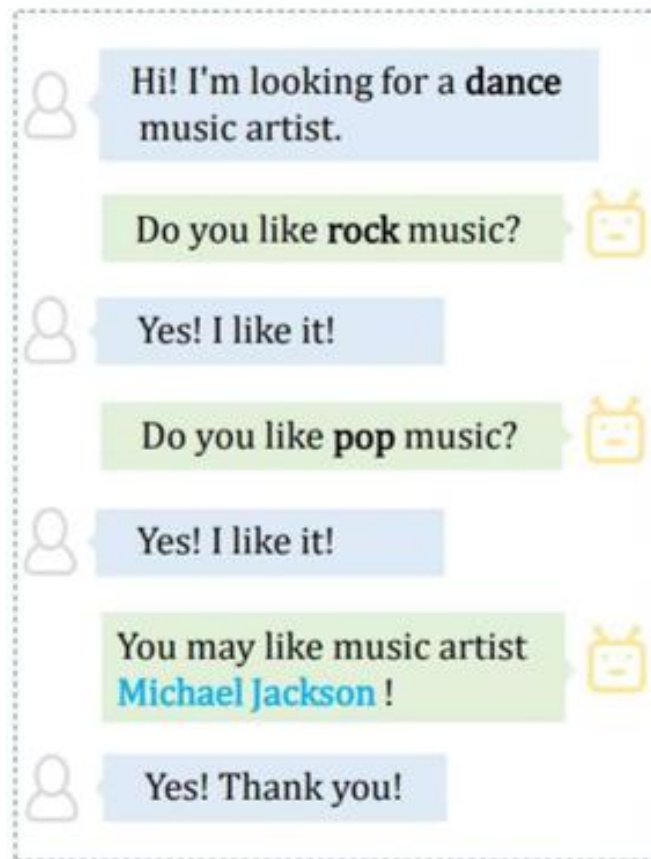 Hi! I'm looking for a dance
music artist.
Do you like rock music?
Yes! I like it!
Do you like pop music?
Yes! I like it!
You may like music artist
Michael Jackson !
Yes! Thank you!